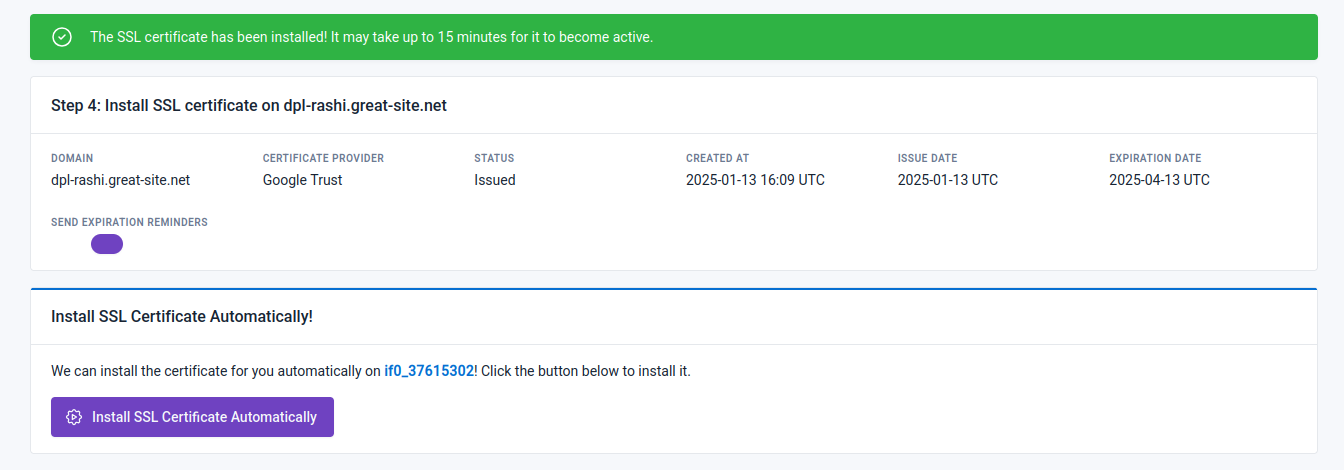 The SSL certificate has been installed! It may take up to 15 minutes for it to become active.
Step 4: Install SSL certificate on dpl-rashi.great-site.net
DOMAIN CERTIFICATE PROVIDER STATUS CREATED AT ISSUE DATE EXPIRATION DATE
dpl-rashi.great-site.net Google Trust Issued 2025-01-13 16:09 UTC 2025-01-13 UTC 2025-04-13 UTC
SEND EXPIRATION REMINDERS
Install SSL Certificate Automatically!
We can install the certificate for you automatically on if0_37615302! Click the button below to install it.
Install SSL Certificate Automatically